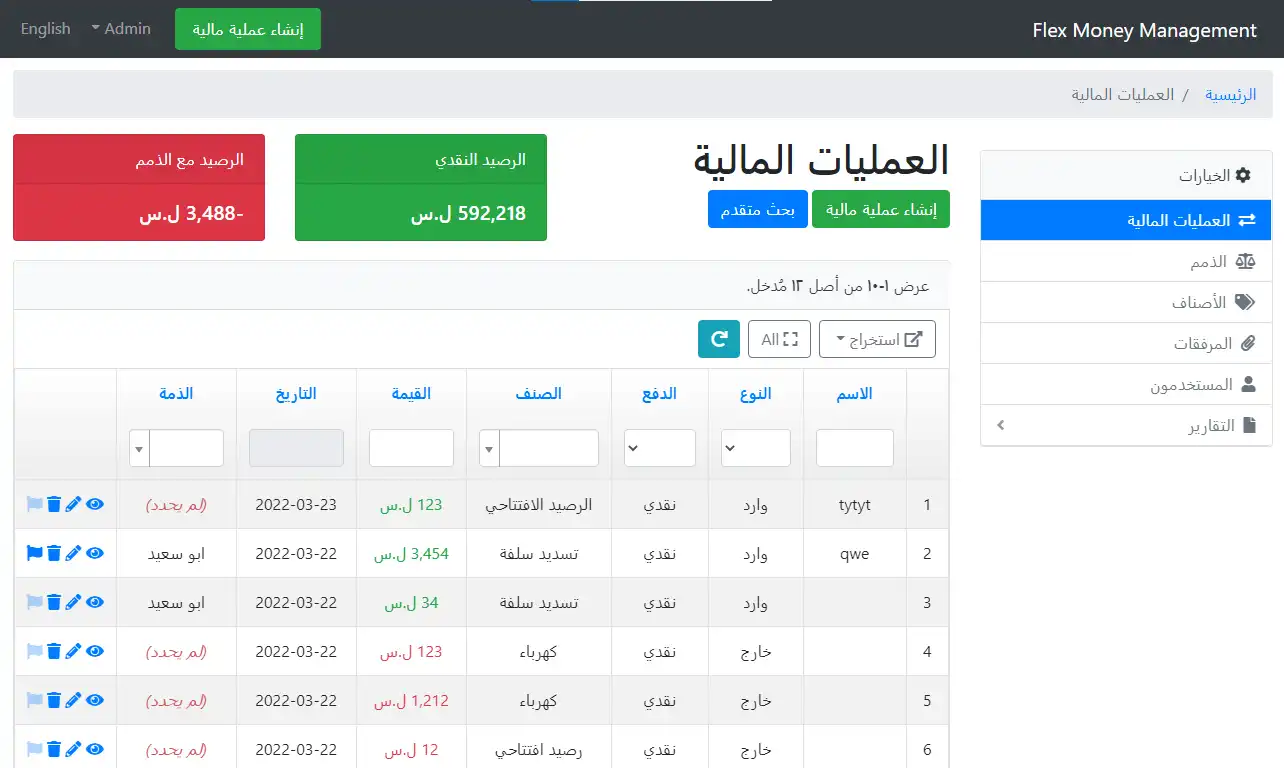 Flex Money Management
إنشاء عملية مالية
Admin
English
الرئيسية / العمليات المالية
الخيارات
العمليات المالية
الذمم
الأصناف
المرفقات
المستخدمون
التقارير
العمليات المالية
إنشاء عملية مالية
بحث متقدم
الرصيد النقدي
592,218 ل.س
الرصيد مع الذمم
-3,488 ل.س
عرض ١-١٠ من أصل ١٢ مُدخل.
استخراج
All
الاسم النوع الدفع الصنف القيمة التاريخ الذمة
1 tytyt وارد نقدي الرصيد الافتتاحي 123 ل.س 2022-03-23 (لم يحدد)
2 qwe وارد نقدي تسديد سلفة 3,454 ل.س 2022-03-22 ابو سعيد
3 وارد نقدي تسديد سلفة 34 ل.س 2022-03-22 ابو سعيد
4 خارج نقدي كهرباء 123 ل.س 2022-03-22 (لم يحدد)
5 خارج نقدي كهرباء 1,212 ل.س 2022-03-22 (لم يحدد)
6 خارج نقدي رصيد افتتاحي 12 ل.س 2022-03-22 (لم يحدد)